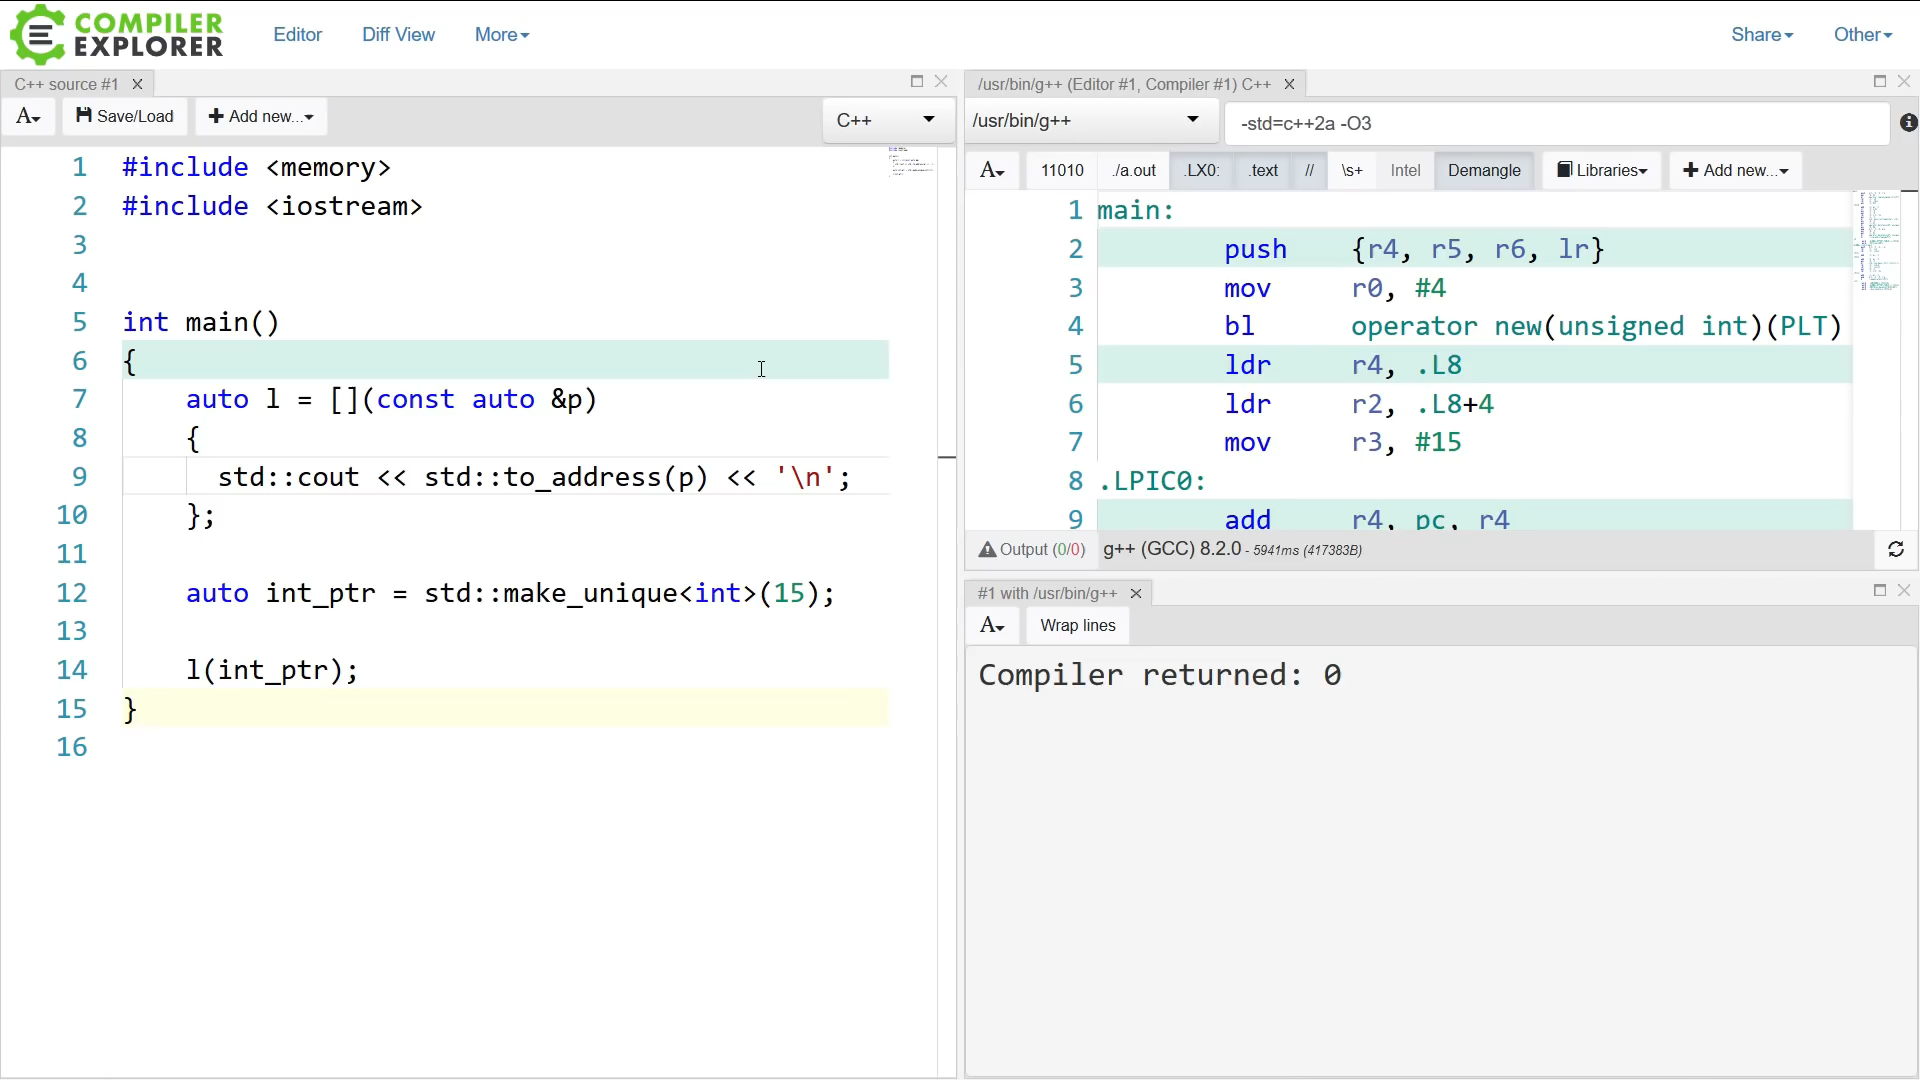 COMPILER
EXPLORER
Editor
Diff View
More
Share
Other
C++ source #1
A
Save/Load
Add new...
C++
1 #include <memory>
2 #include <iostream>
3
4
5 int main()
6 {
7 auto l = [](const auto &p)
8 {
9 std::cout << std::to_address(p) << '\n';
10 };
11
12 auto int_ptr = std::make_unique<int>(15);
13
14 l(int_ptr);
15 }
16
/usr/bin/g++ (Editor #1, Compiler #1) C++
/usr/bin/g++
-std=c++2a -O3
A
11010
./a.out
.LX0:
.text
//
\s+
Intel
Demangle
Libraries
Add new...
1 main:
2 push {r4, r5, r6, lr}
3 mov r0, #4
4 bl operator new(unsigned int)(PLT)
5 ldr r4, .L8
6 ldr r2, .L8+4
7 mov r3, #15
8 .LPIC0:
9 add r4, pc, r4
Output (0/0) g++ (GCC) 8.2.0 - 5941ms (417383B)
#1 with /usr/bin/g++
A
Wrap lines
Compiler returned: 0